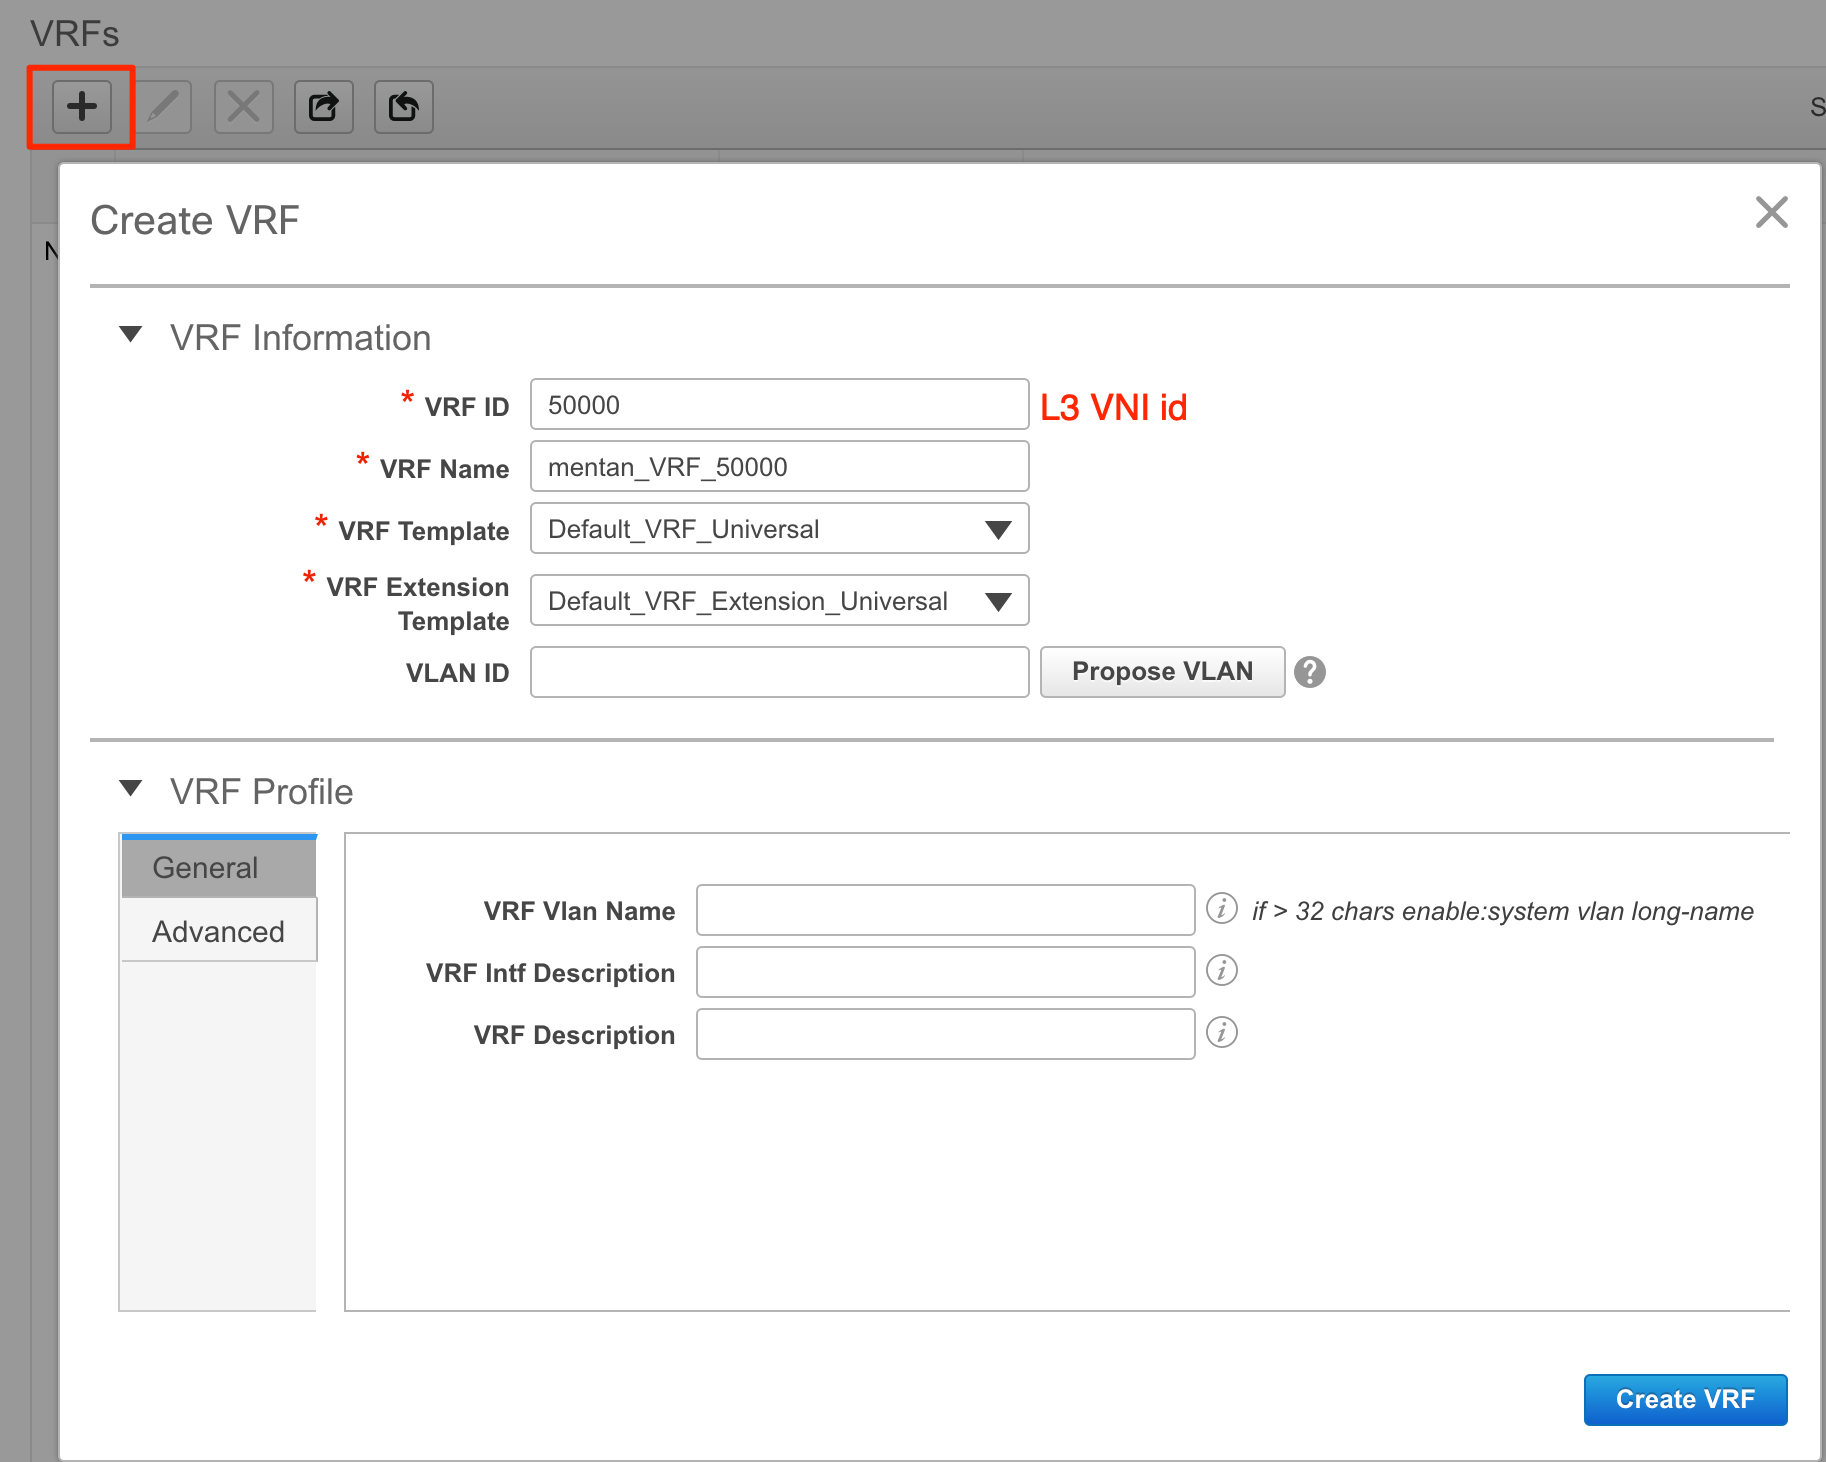 VRFs
S
N
Create VRF
VRF Information
* VRF ID 50000 L3 VNI id
* VRF Name mentan_VRF_50000
* VRF Template Default_VRF_Universal
* VRF Extension
Template Default_VRF_Extension_Universal
VLAN ID Propose VLAN ?
VRF Profile
General
Advanced
VRF Vlan Name i if > 32 chars enable:system vlan long-name
VRF Intf Description i
VRF Description i
Create VRF